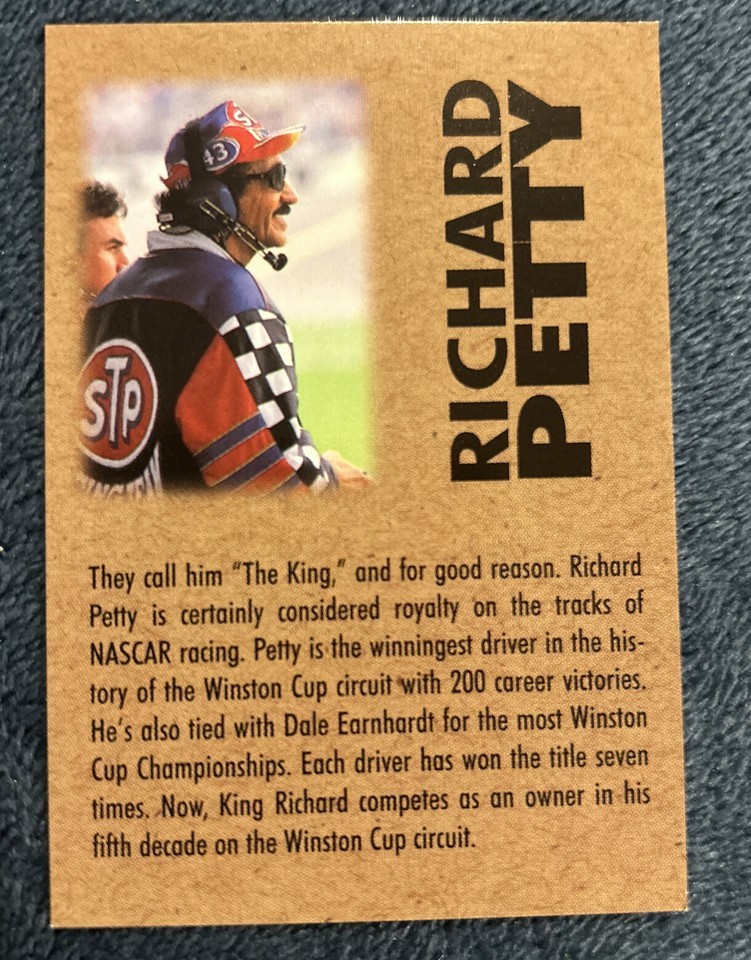 RICHARD
PETTY
STP
43
STP
They call him “The King,” and for good reason. Richard
Petty is certainly considered royalty on the tracks of
NASCAR racing. Petty is the winningest driver in the his-
tory of the Winston Cup circuit with 200 career victories.
He's also tied with Dale Earnhardt for the most Winston
Cup Championships. Each driver has won the title seven
times. Now, King Richard competes as an owner in his
fifth decade on the Winston Cup circuit.